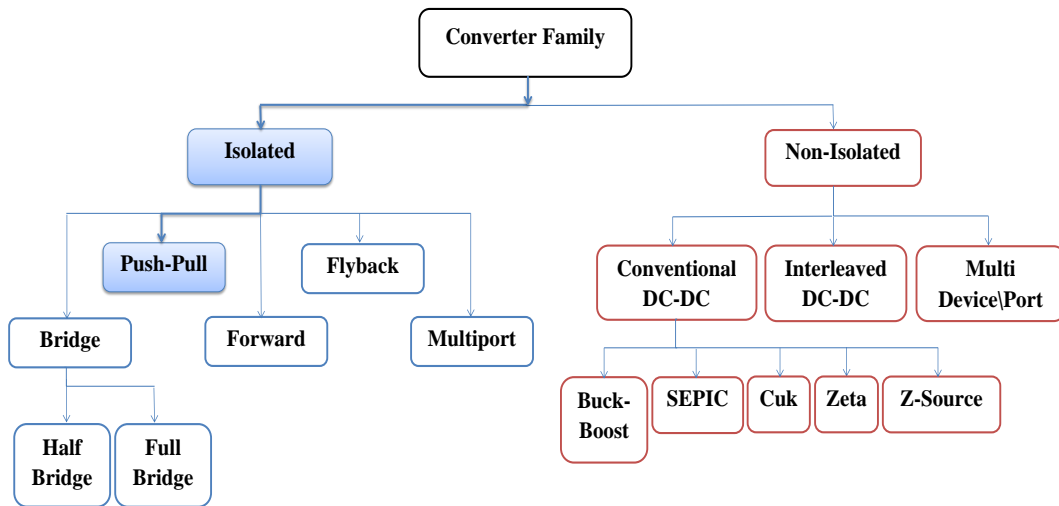 Converter Family
Isolated
Non-Isolated
Push-Pull
Flyback
Conventional
DC-DC
Interleaved
DC-DC
Multi
Device\Port
Bridge
Forward
Multiport
Buck-
Boost
SEPIC
Cuk
Zeta
Z-Source
Half
Bridge
Full
Bridge